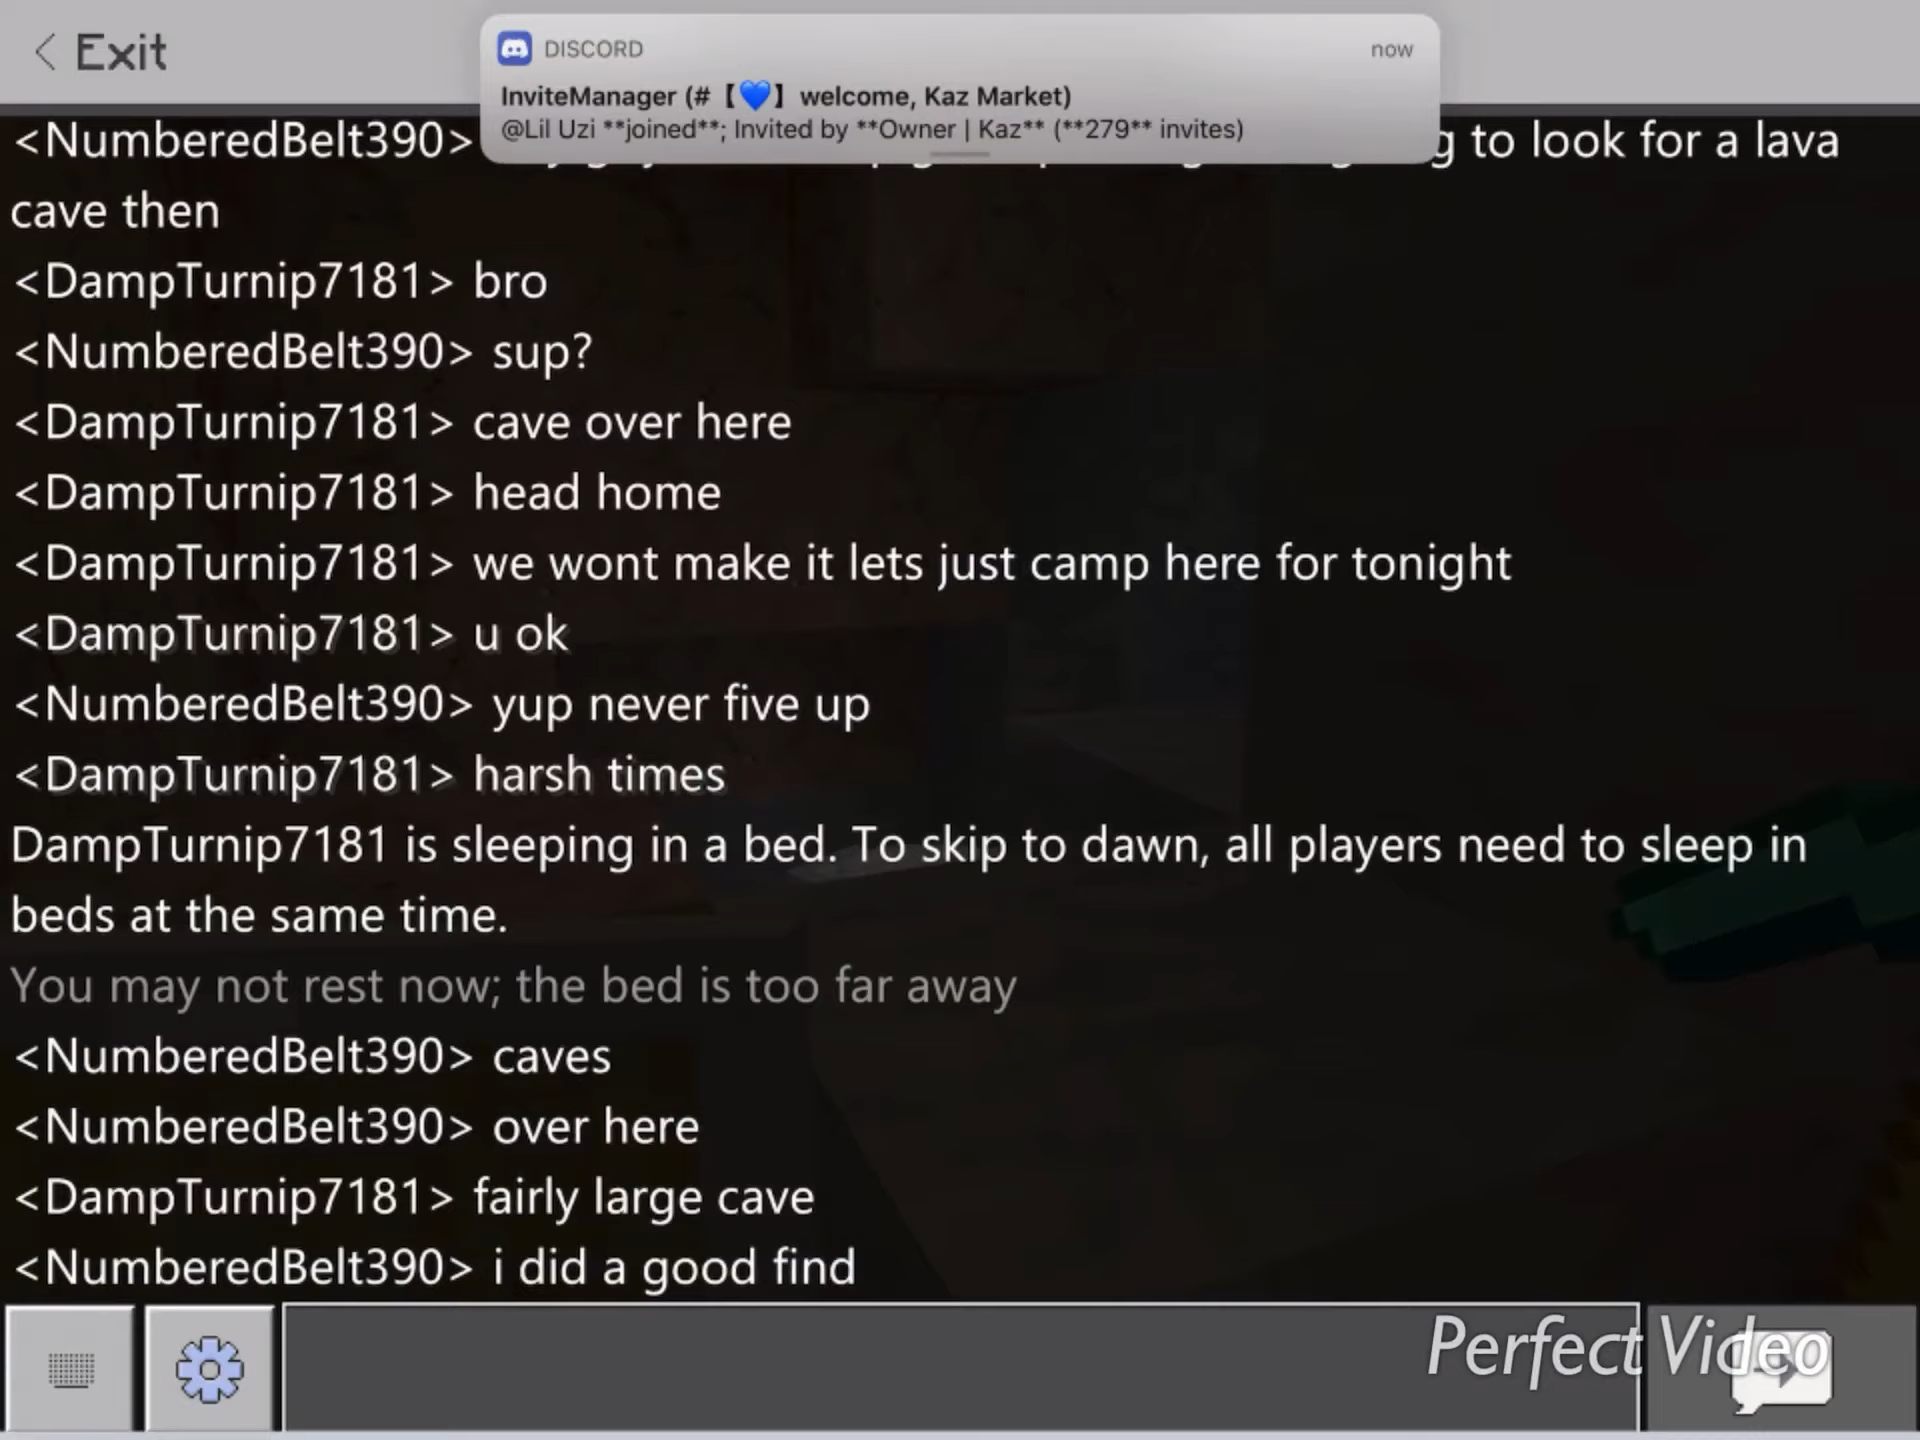 Exit
DISCORD now
InviteManager (#【💙】welcome, Kaz Market)
@Lil Uzi **joined**; Invited by **Owner | Kaz** (**279** invites)
<NumberedBelt390> to look for a lava
cave then
<DampTurnip7181> bro
<NumberedBelt390> sup?
<DampTurnip7181> cave over here
<DampTurnip7181> head home
<DampTurnip7181> we wont make it lets just camp here for tonight
<DampTurnip7181> u ok
<NumberedBelt390> yup never five up
<DampTurnip7181> harsh times
DampTurnip7181 is sleeping in a bed. To skip to dawn, all players need to sleep in
beds at the same time.
You may not rest now; the bed is too far away
<NumberedBelt390> caves
<NumberedBelt390> over here
<DampTurnip7181> fairly large cave
<NumberedBelt390> i did a good find
Perfect Video